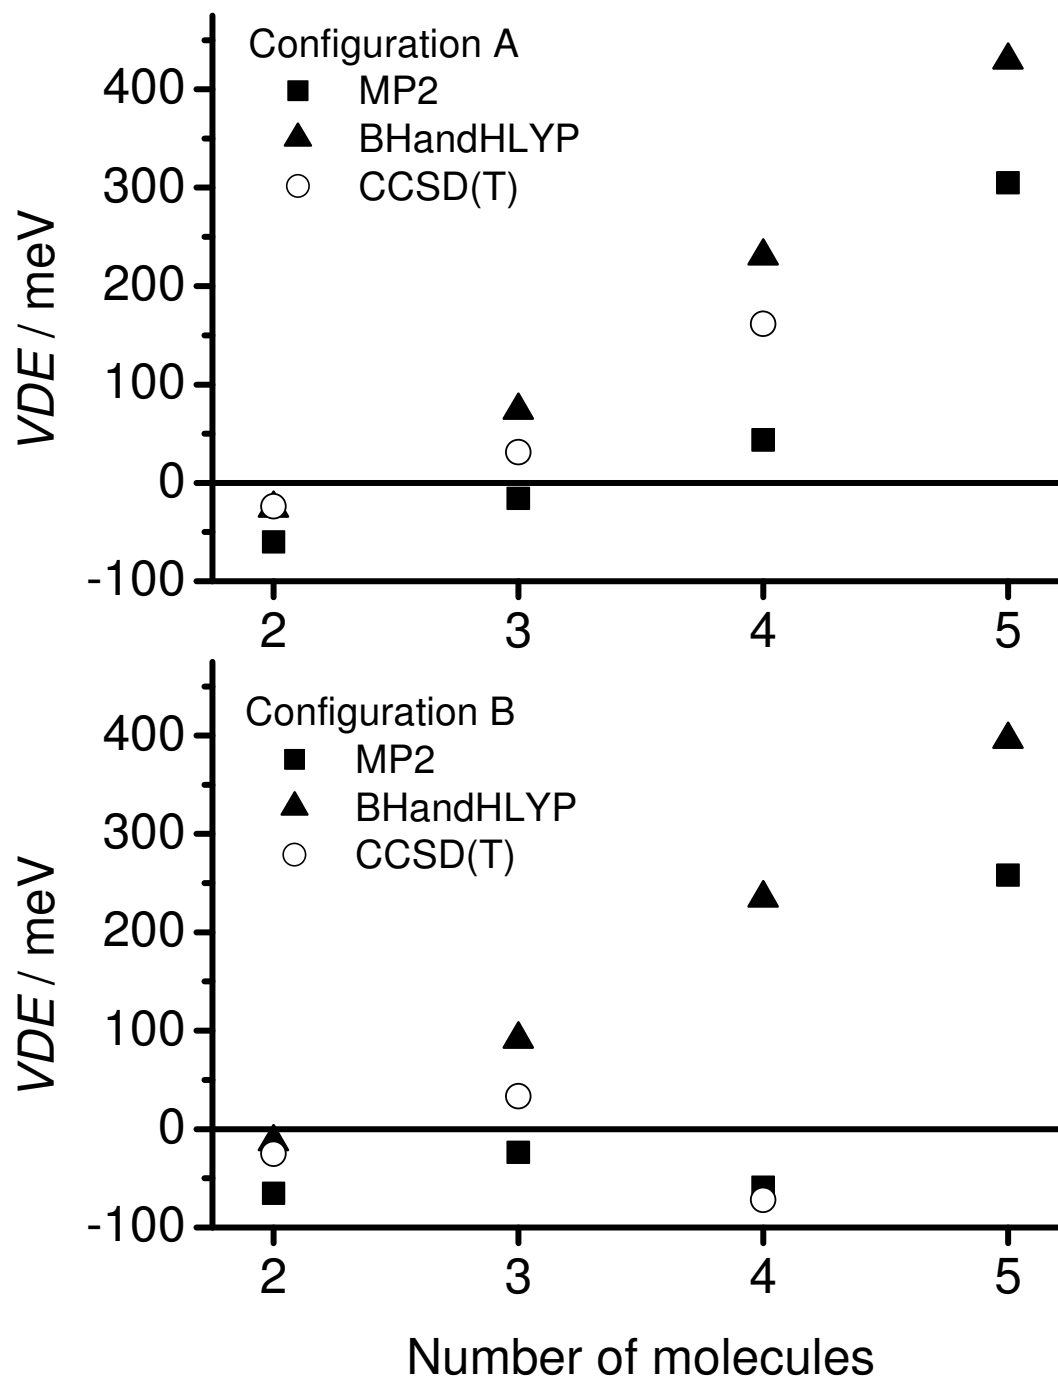 Configuration A
MP2
BHandHLYP
CCSD(T)
VDE / meV
400
300
200
100
0
-100
2 3 4 5
Configuration B
MP2
BHandHLYP
CCSD(T)
VDE / meV
400
300
200
100
0
-100
2 3 4 5
Number of molecules